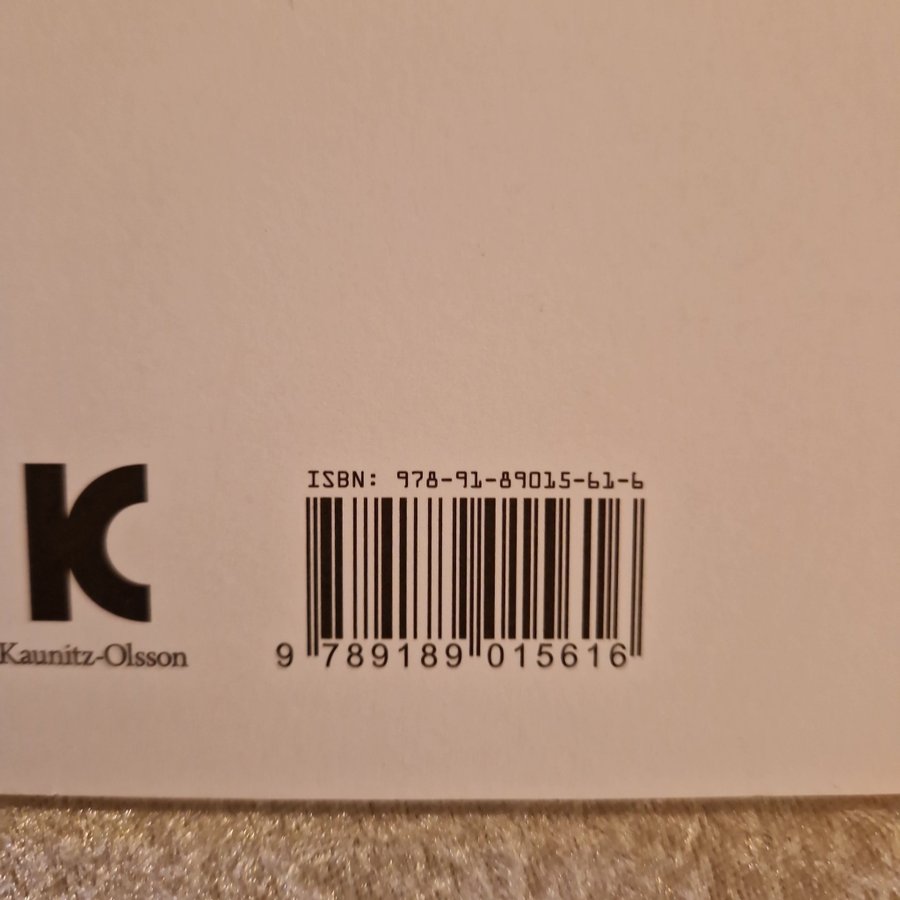 ISBN: 978-91-89015-61-6
9 789189 015616
K
Kaunitz-Olsson